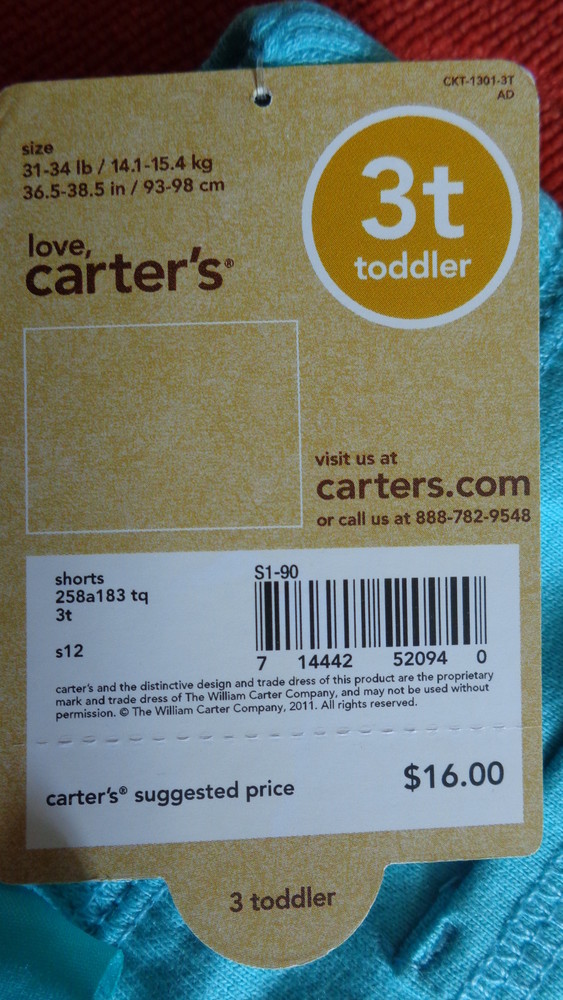 CKT-1301-3T
AD
size
31-34 lb / 14.1-15.4 kg
36.5-38.5 in / 93-98 cm
3t
toddler
love,
carter's®
visit us at
carters.com
or call us at 888-782-9548
shorts
258a183 tq
3t
s12
S1-90
7 14442 52094 0
carter's and the distinctive design and trade dress of this product are the proprietary
mark and trade dress of The William Carter Company, and may not be used without
permission. © The William Carter Company, 2011. All rights reserved.
carter's® suggested price $16.00
3 toddler